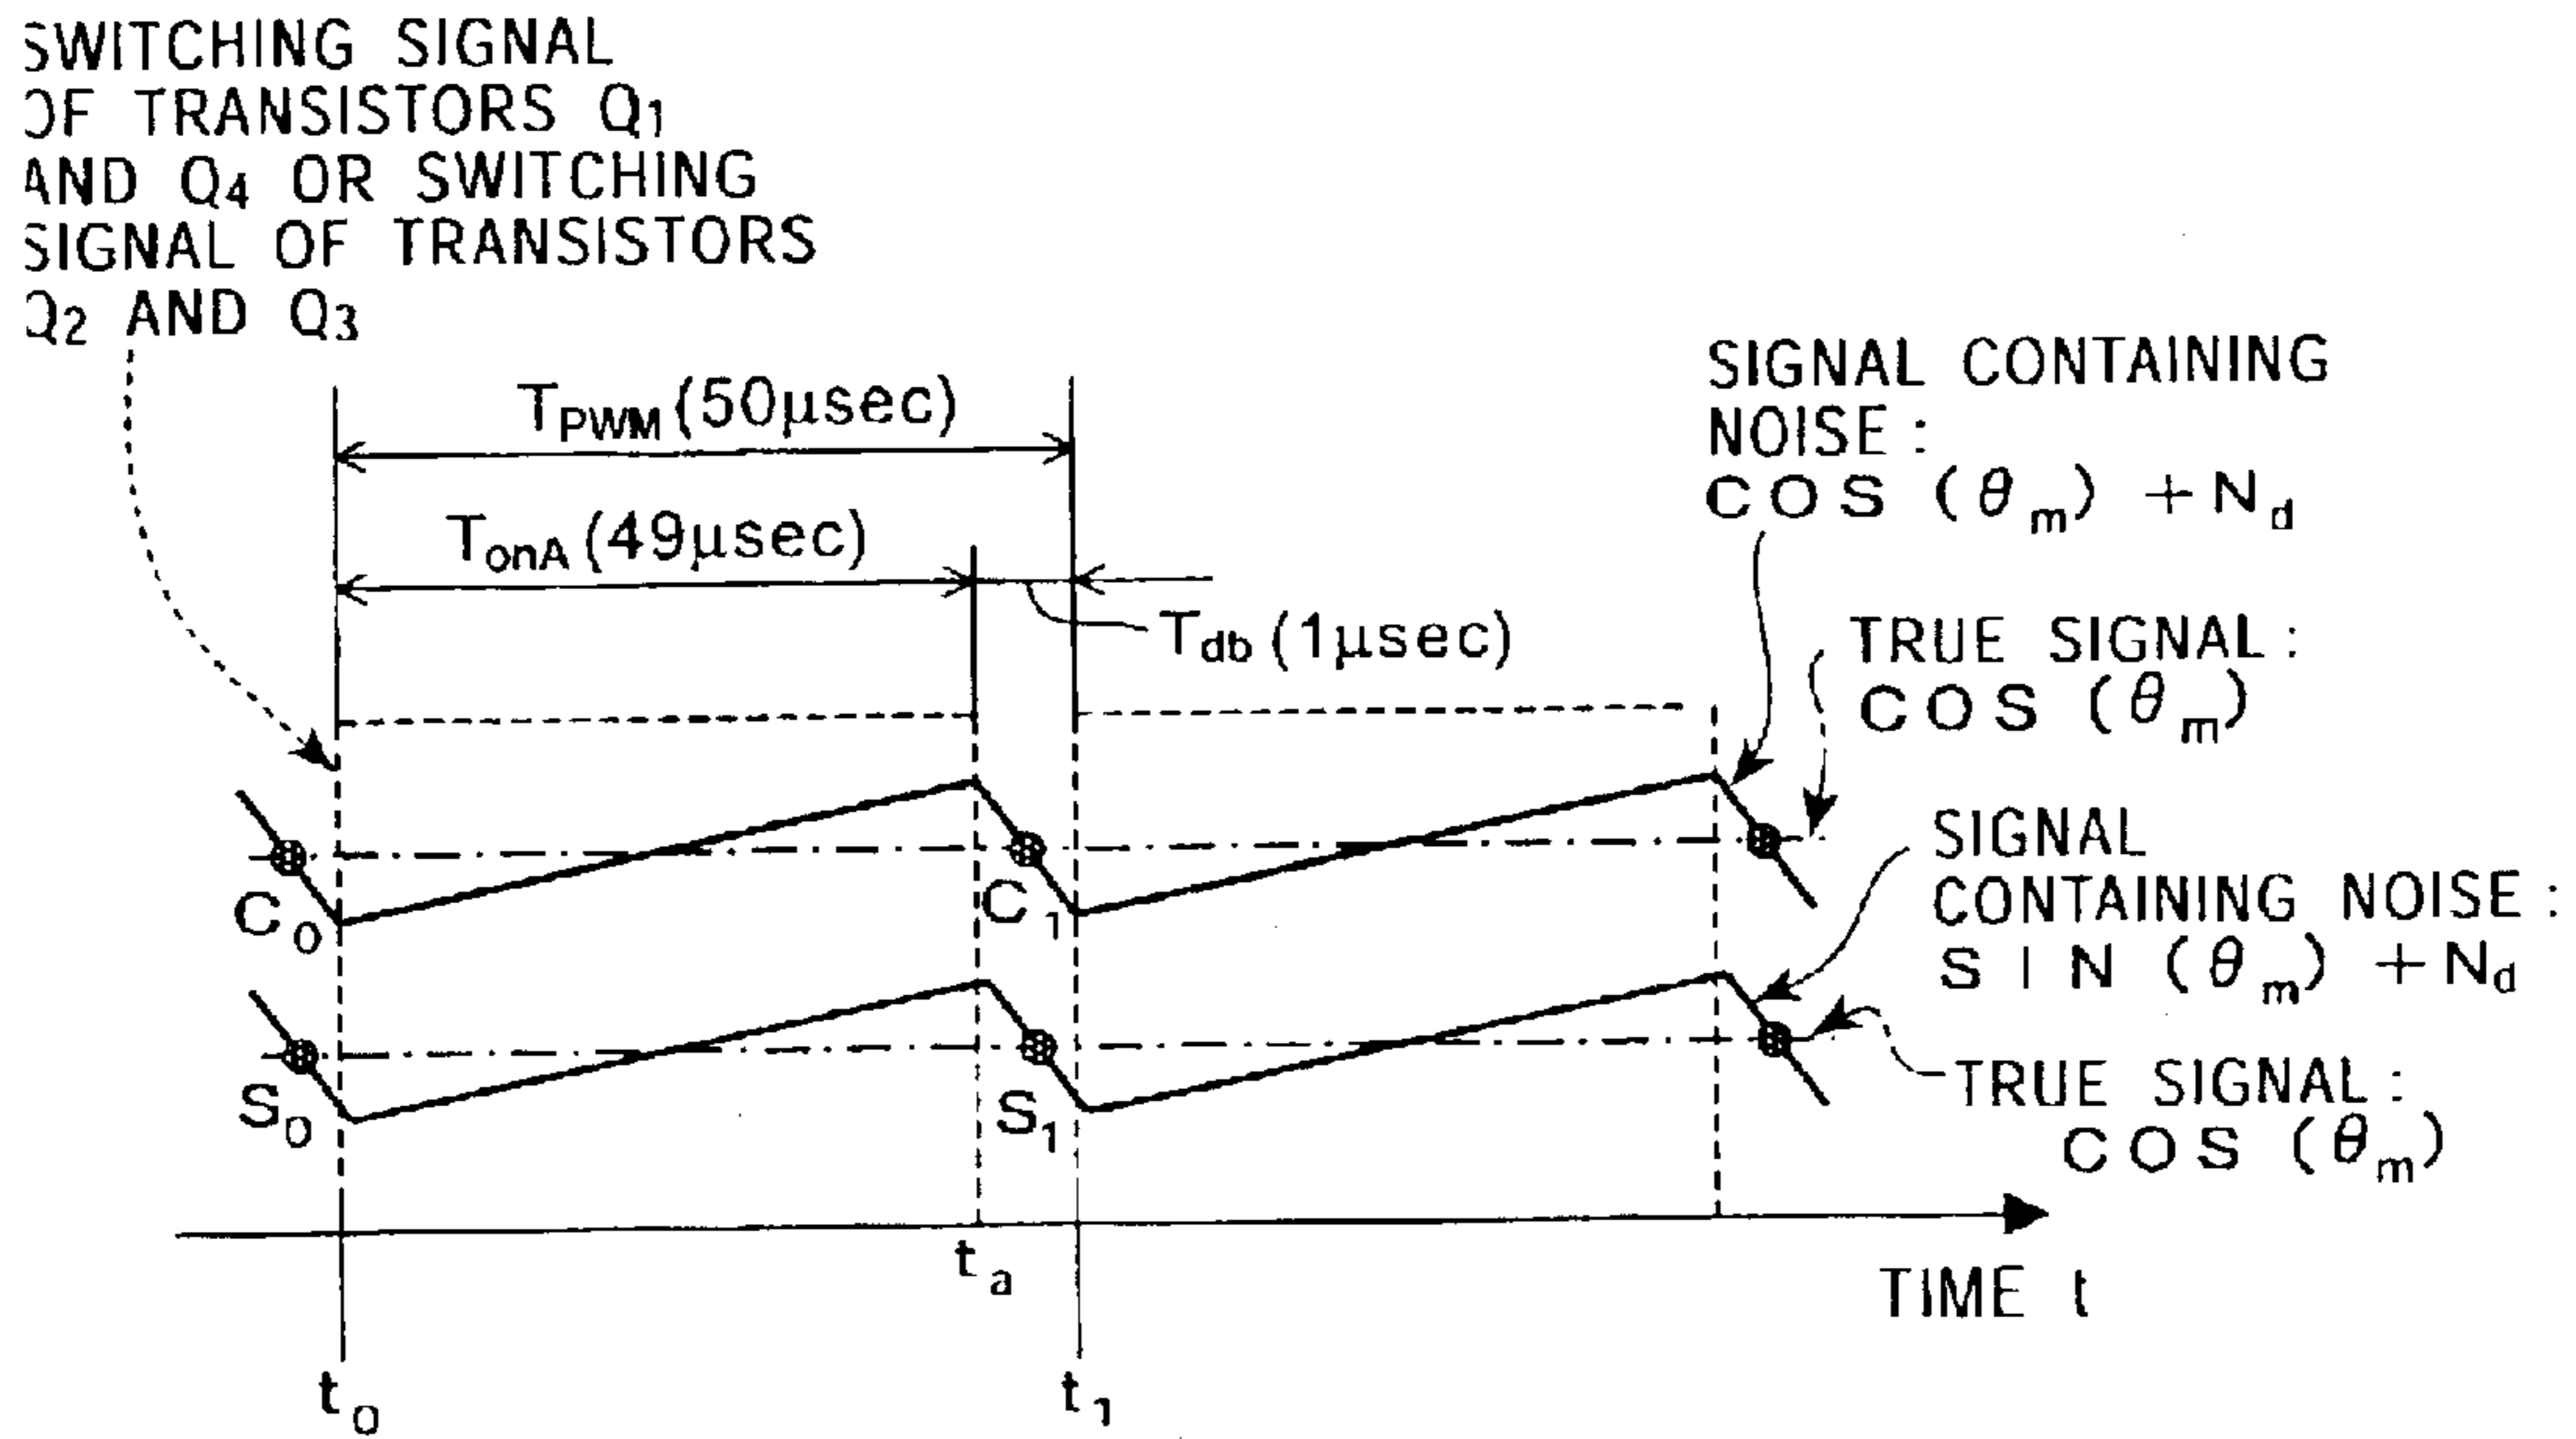 SWITCHING SIGNAL
OF TRANSISTORS Q1
AND Q4 OR SWITCHING
SIGNAL OF TRANSISTORS
Q2 AND Q3
TPWM (50μsec)
TonA (49μsec)
Tdb (1μsec)
SIGNAL CONTAINING
NOISE :
COS (θm) + Nd
TRUE SIGNAL :
COS (θm)
SIGNAL
CONTAINING NOISE :
SIN (θm) + Nd
TRUE SIGNAL :
COS (θm)
C0
C1
S0
S1
ta
TIME t
t0
t1